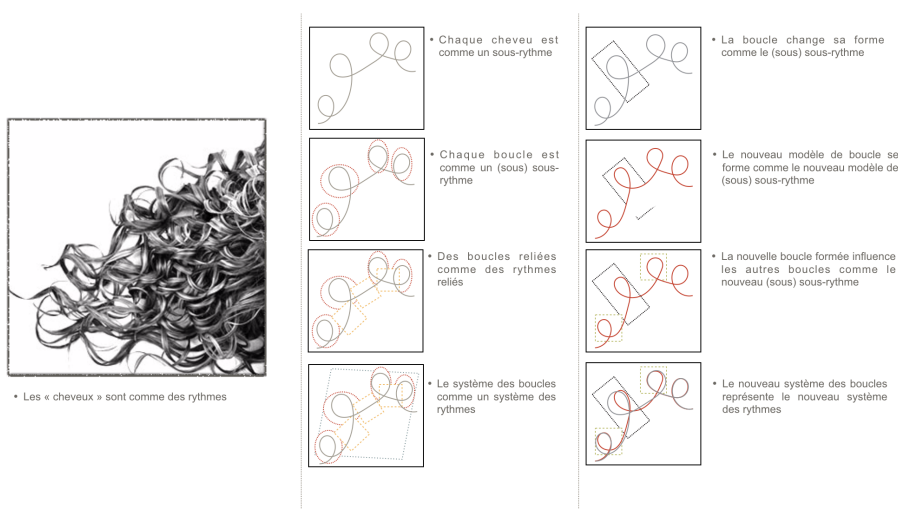 • Les « cheveux » sont comme des rythmes
• Chaque cheveu est
comme un sous-rythme
• Chaque boucle est
comme un (sous) sous-
rythme
• Des boucles reliées
comme des rythmes
reliés
• Le système des boucles
comme un système des
rythmes
• La boucle change sa forme
comme le (sous) sous-rythme
• Le nouveau modèle de boucle se
forme comme le nouveau modèle de
(sous) sous-rythme
• La nouvelle boucle formée influence
les autres boucles comme le
nouveau (sous) sous-rythme
• Le nouveau système des boucles
représente le nouveau système
des rythmes